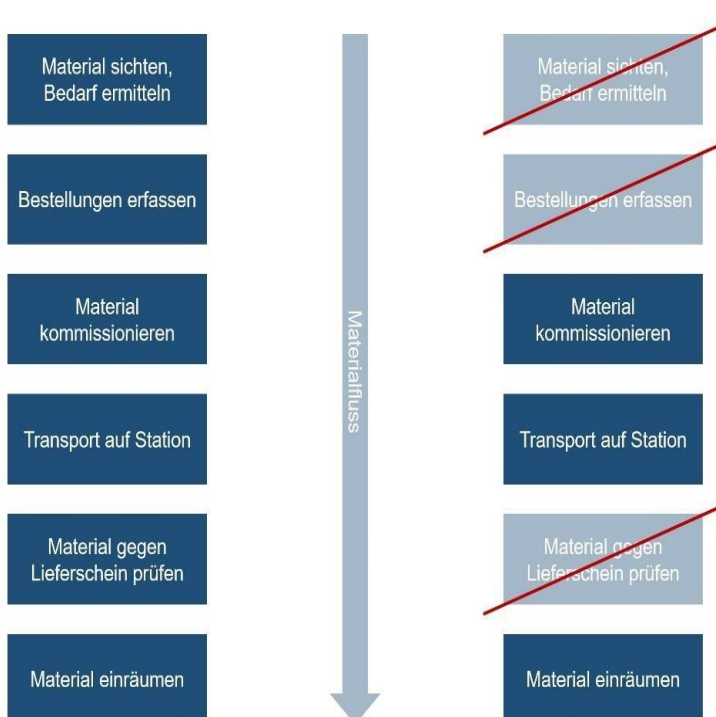 Material sichten,
Bedarf ermitteln
Bestellungen erfassen
Material
kommissionieren
Transport auf Station
Material gegen
Lieferschein prüfen
Material einräumen
Materialfluss
Material sichten,
Bedarf ermitteln
Bestellungen erfassen
Material
kommissionieren
Transport auf Station
Material gegen
Lieferschein prüfen
Material einräumen